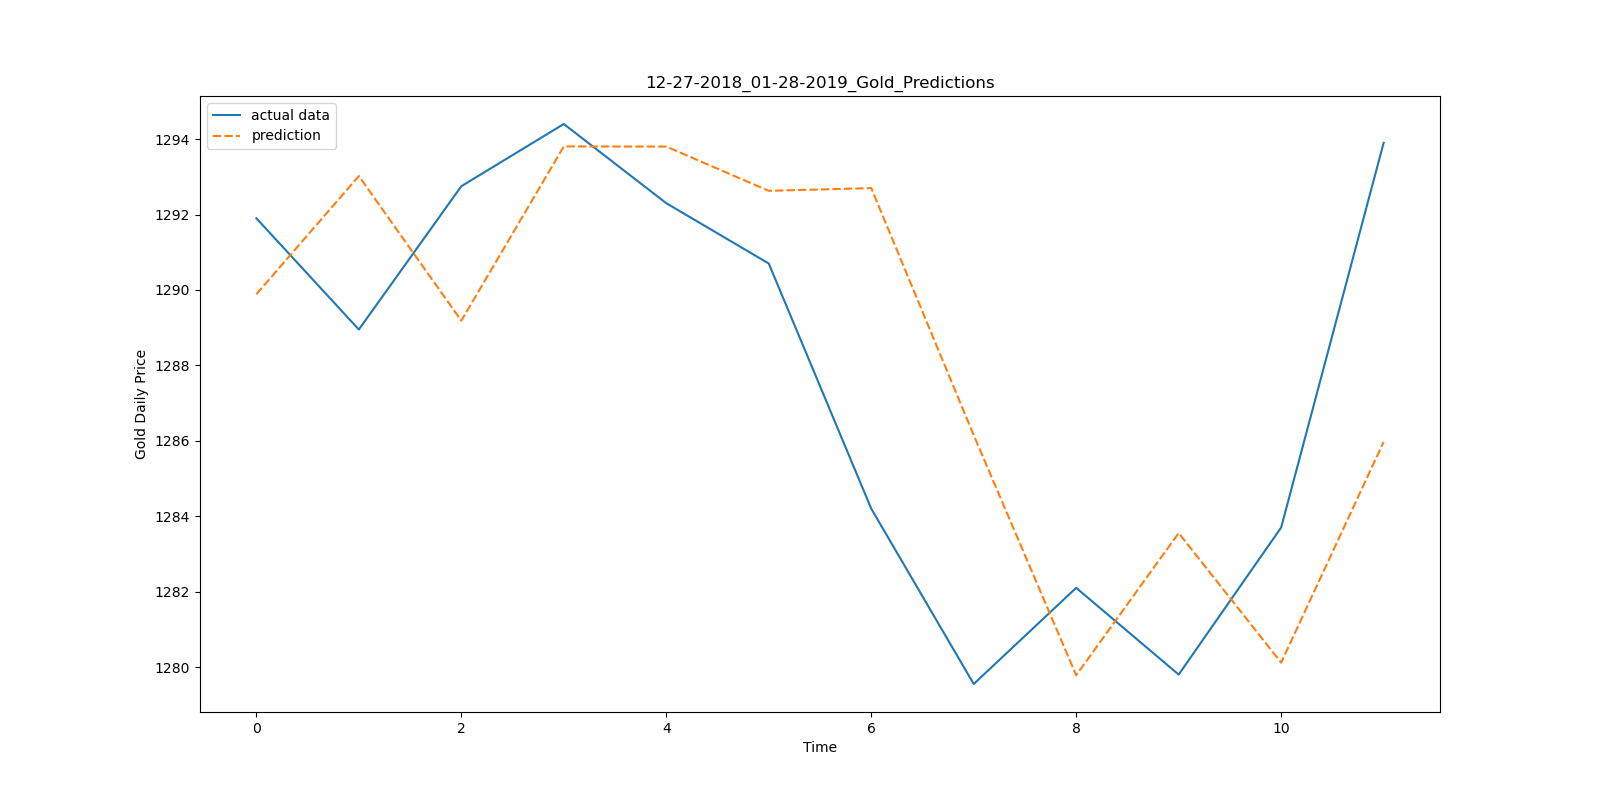 12-27-2018_01-28-2019_Gold_Predictions
actual data
prediction
1294
1292
1290
1288
1286
1284
1282
1280
Gold Daily Price
0 2 4 6 8 10
Time